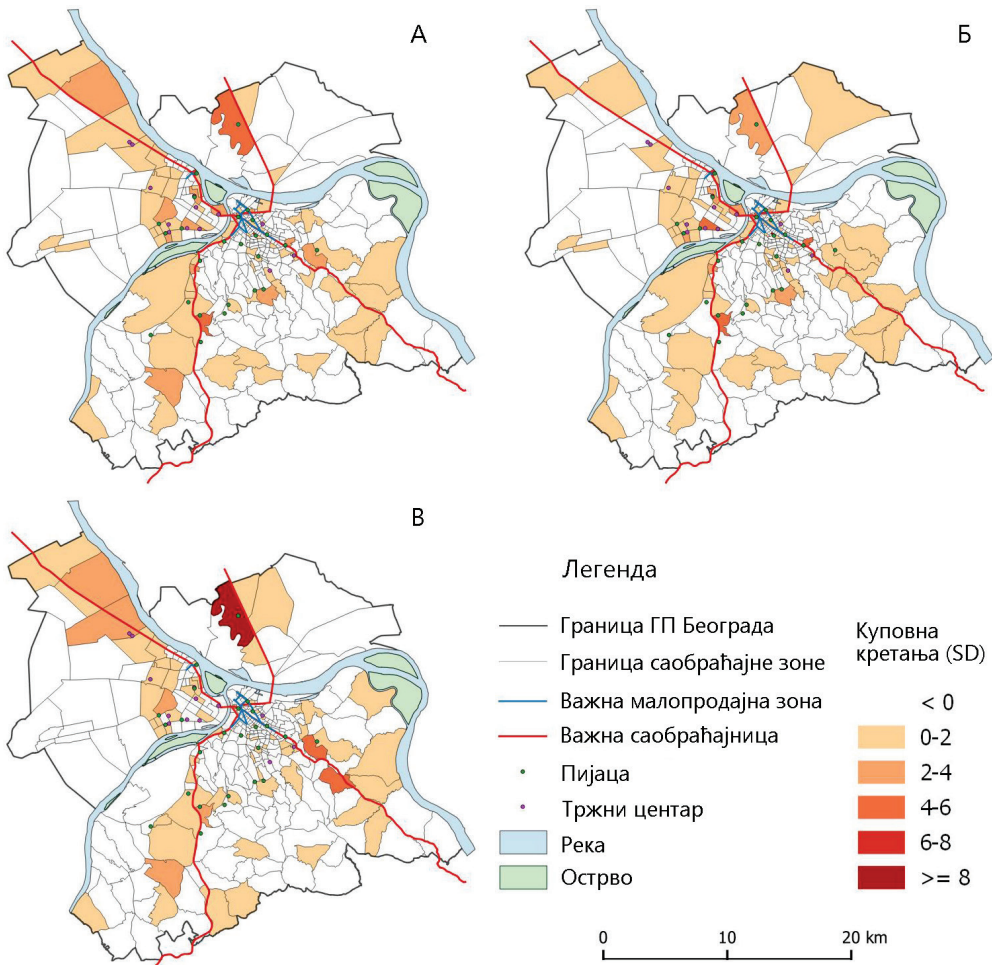 А
Б
В
Легенда
Граница ГП Београда
Граница саобраћајне зоне
Важна малопродајна зона
Важна саобраћајница
Пијаца
Тржни центар
Река
Острво
Куповна
кретања (SD)
< 0
0-2
2-4
4-6
6-8
>= 8
0 10 20 km